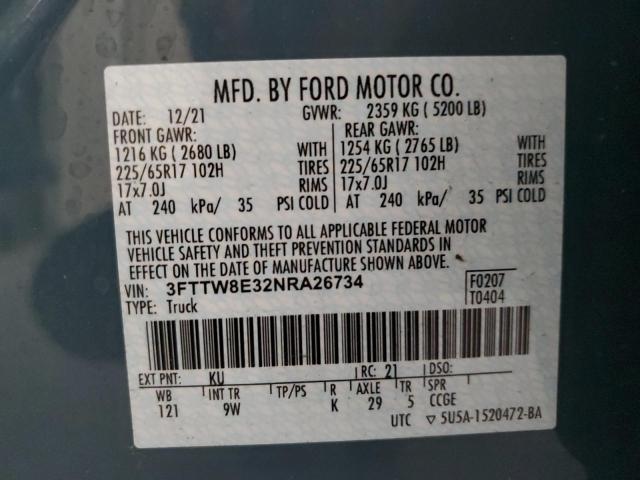 MFD. BY FORD MOTOR CO.
DATE: 12/21 GVWR: 2359 KG ( 5200 LB)
FRONT GAWR: REAR GAWR:
1216 KG ( 2680 LB) WITH 1254 KG ( 2765 LB) WITH
225/65R17 102H TIRES 225/65R17 102H TIRES
17x7.0J RIMS 17x7.0J RIMS
AT 240 kPa/ 35 PSI COLD AT 240 kPa/ 35 PSI COLD
THIS VEHICLE CONFORMS TO ALL APPLICABLE FEDERAL MOTOR
VEHICLE SAFETY AND THEFT PREVENTION STANDARDS IN
EFFECT ON THE DATE OF MANUFACTURE SHOWN ABOVE.
VIN: 3FTTW8E32NRA26734 F0207
TYPE: Truck T0404
EXT PNT: KU RC: 21 DSO:
WB INT TR TP/PS R AXLE TR SPR
121 9W K 29 5 CCGE
UTC ▽ 5U5A-1520472-BA